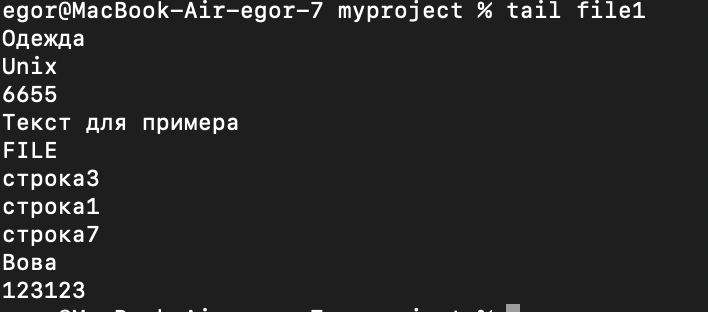 egor@MacBook-Air-egor-7 myproject % tail file1
Одежда
Unix
6655
Текст для примера
FILE
строка3
строка1
строка7
Вова
123123